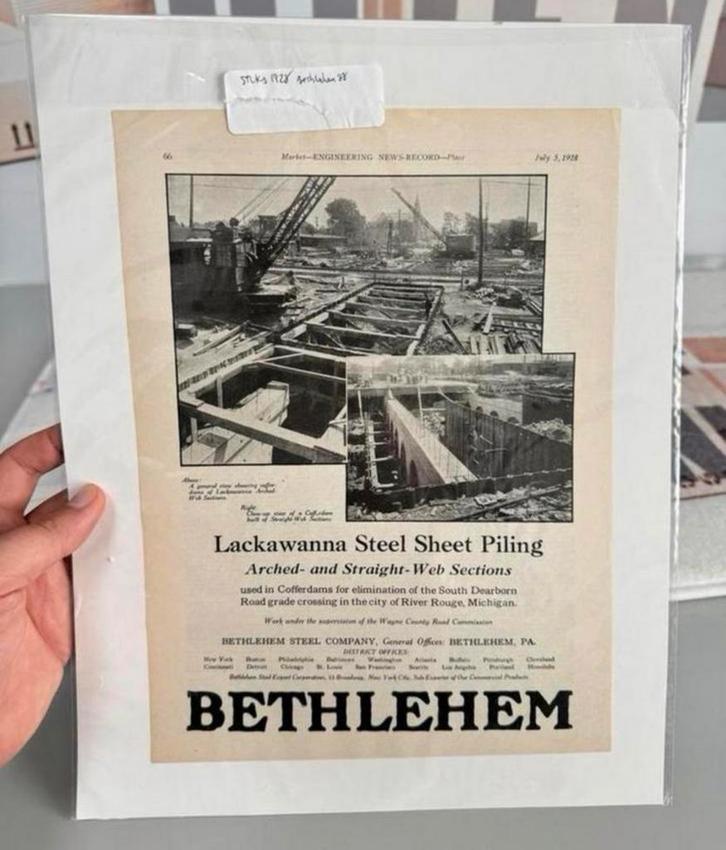 1928 Bethlehem
66
Market—ENGINEERING NEWS-RECORD—Place
July 5, 1928
Above:
A general view showing coffer-
dams of Lackawanna Arched-
Web Sections.
Right:
Close-up view of a Cofferdam
built of Straight-Web Sections
Lackawanna Steel Sheet Piling
Arched- and Straight-Web Sections
used in Cofferdams for elimination of the South Dearborn
Road grade crossing in the city of River Rouge, Michigan.
Work under the supervision of the Wayne County Road Commission
BETHLEHEM STEEL COMPANY, General Offices: BETHLEHEM, PA.
DISTRICT OFFICES:
New York Boston Philadelphia Baltimore Washington Atlanta Buffalo Pittsburgh Cleveland
Cincinnati Detroit Chicago St. Louis San Francisco Seattle Los Angeles Portland Honolulu
Bethlehem Steel Export Corporation, 25 Broadway, New York City, Sole Exporter of Our Commercial Products
BETHLEHEM